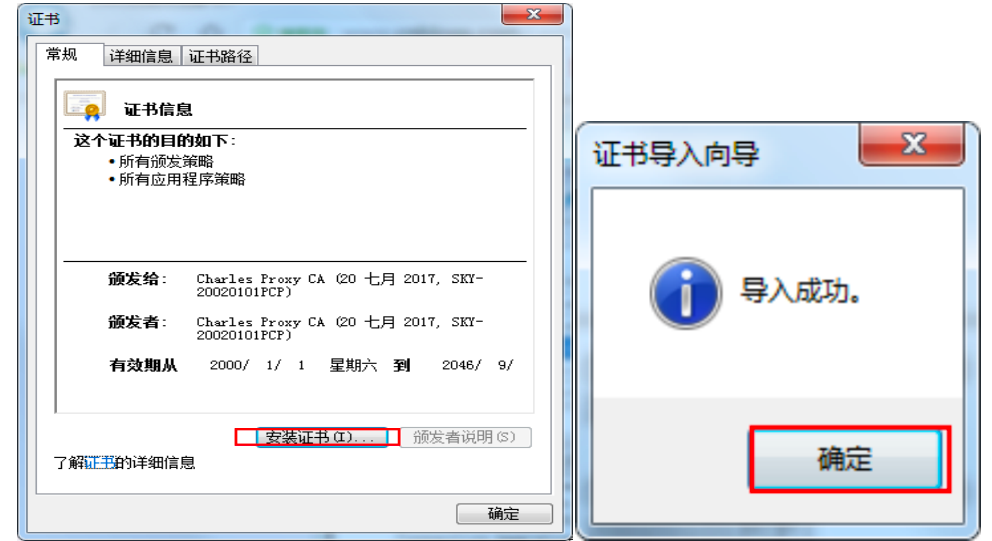 证书
常规 详细信息 证书路径
证书信息
这个证书的目的如下:
•所有颁发策略
•所有应用程序策略
颁发给: Charles Proxy CA (20 七月 2017, SKY-
20020101PCP)
颁发者: Charles Proxy CA (20 七月 2017, SKY-
20020101PCP)
有效期从 2000/ 1/ 1 星期六 到 2046/ 9/
安装证书(I)... 颁发者说明(S)
了解证书的详细信息
确定
证书导入向导
导入成功。
确定